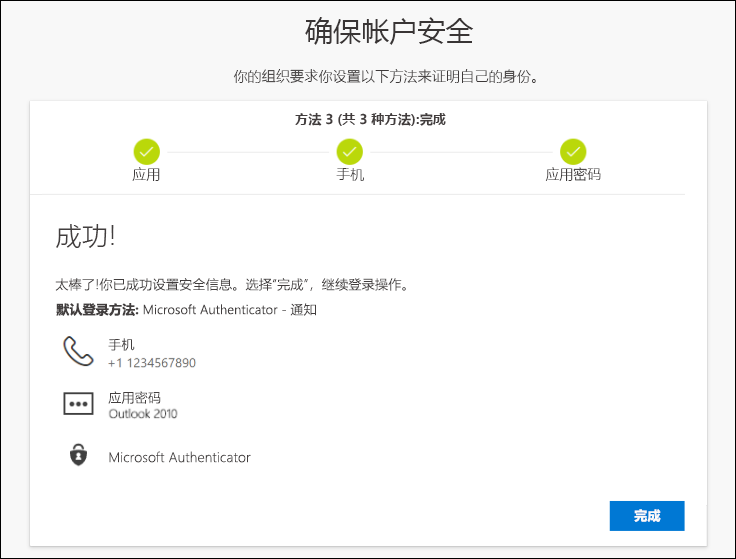 确保帐户安全
你的组织要求你设置以下方法来证明自己的身份。
方法 3 (共 3 种方法):完成
应用 手机 应用密码
成功!
太棒了!你已成功设置安全信息。选择“完成”，继续登录操作。
默认登录方法: Microsoft Authenticator - 通知
手机
+1 1234567890
应用密码
Outlook 2010
Microsoft Authenticator
完成